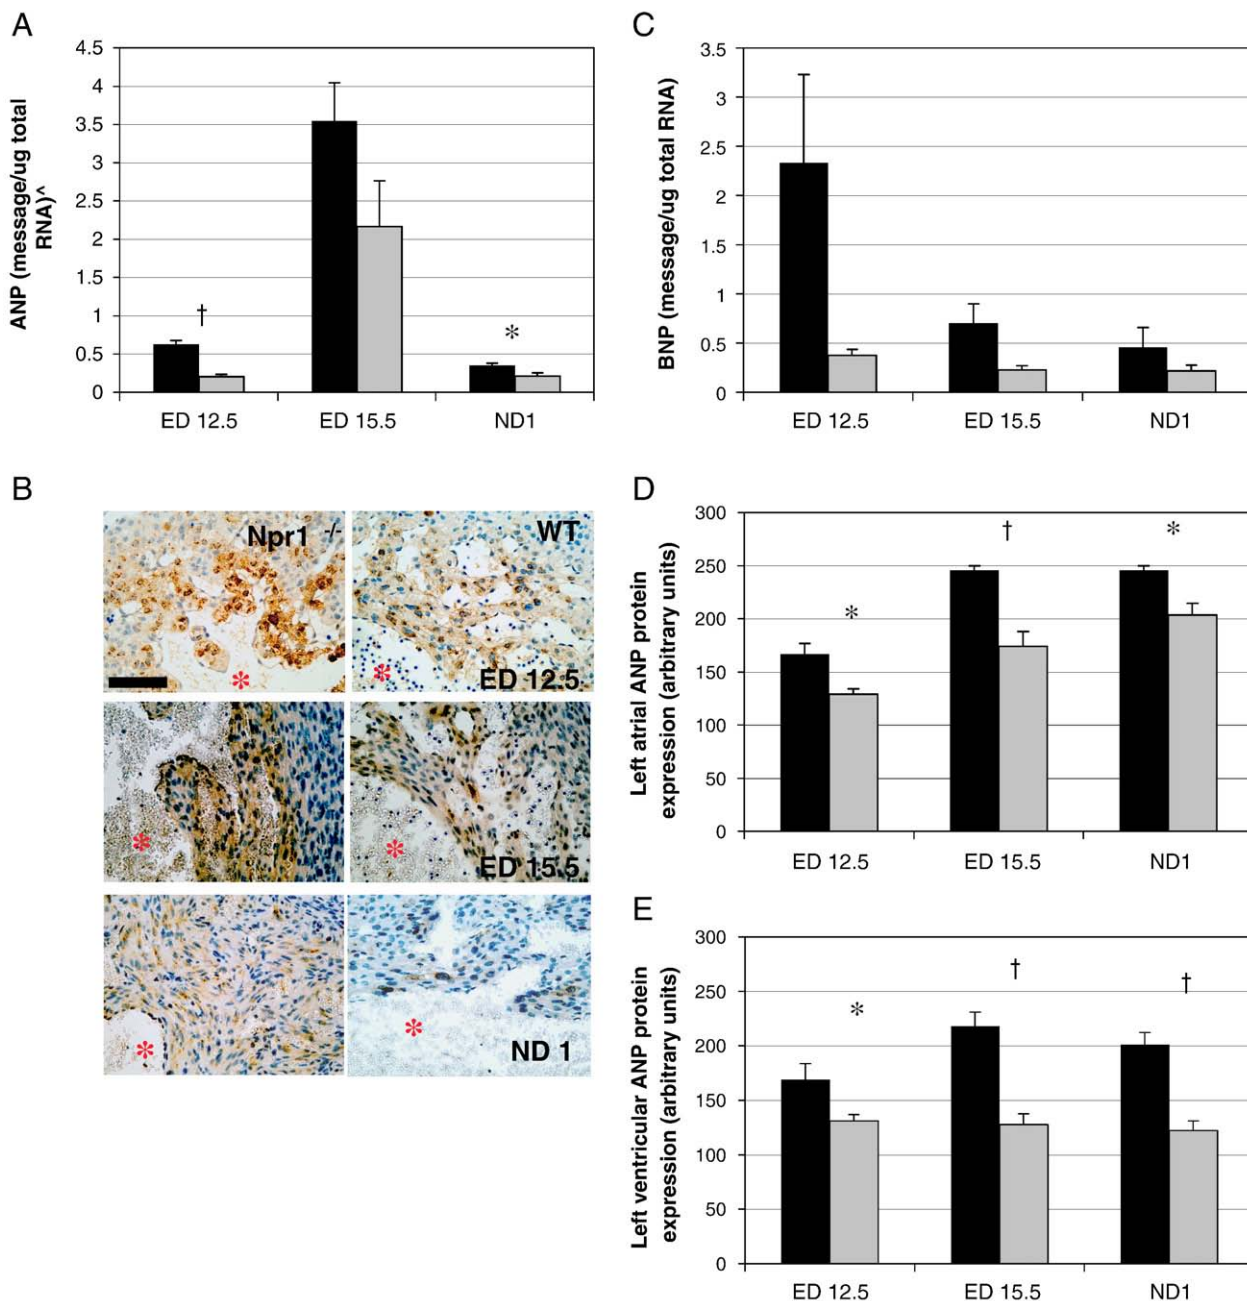 A
4.5
4
3.5
3
2.5
2
1.5
1
0.5
0
ANP (message/ug total
RNA)^
†
*
ED 12.5 ED 15.5 ND1
C
3.5
3
2.5
2
1.5
1
0.5
0
BNP (message/ug total RNA)
ED 12.5 ED 15.5 ND1
B
Npr1 -/- WT
* * ED 12.5
* * ED 15.5
* * ND 1
D
300
250
200
150
100
50
0
Left atrial ANP protein
expression (arbitrary units)
*
†
*
ED 12.5 ED 15.5 ND1
E
300
250
200
150
100
50
0
Left ventricular ANP protein
expression (arbitrary units)
*
†
†
ED 12.5 ED 15.5 ND1